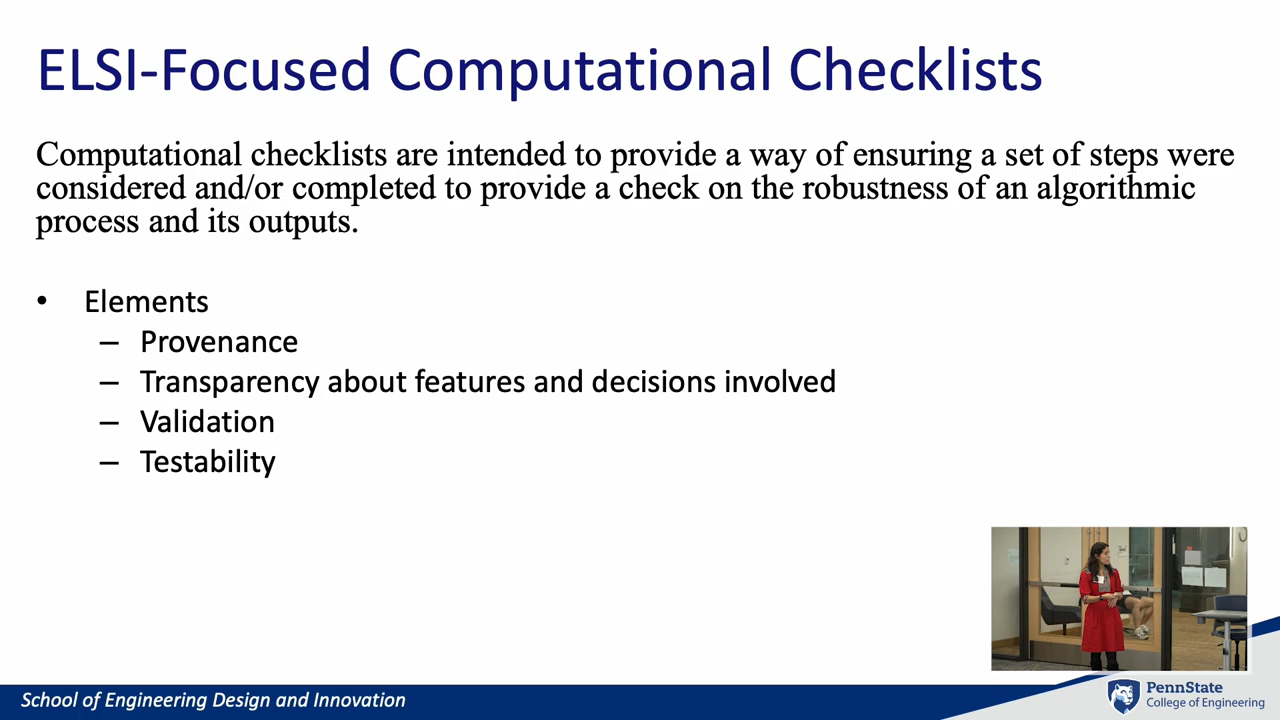 ELSI-Focused Computational Checklists
Computational checklists are intended to provide a way of ensuring a set of steps were
considered and/or completed to provide a check on the robustness of an algorithmic
process and its outputs.
• Elements
– Provenance
– Transparency about features and decisions involved
– Validation
– Testability
School of Engineering Design and Innovation
PennState
College of Engineering